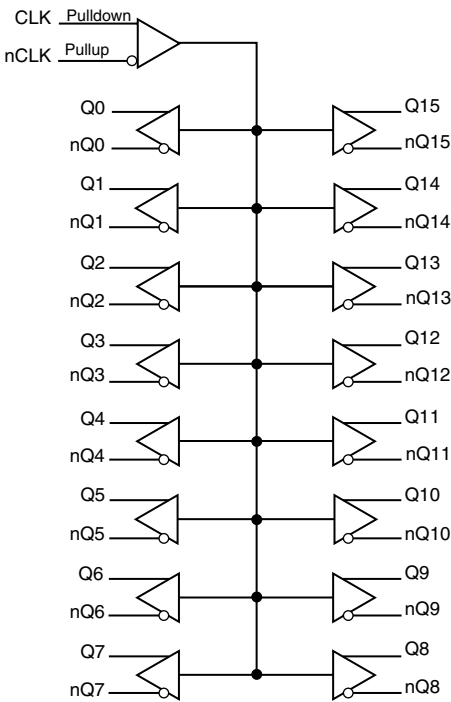 CLK Pulldown
nCLK Pullup
Q0 Q15
nQ0 nQ15
Q1 Q14
nQ1 nQ14
Q2 Q13
nQ2 nQ13
Q3 Q12
nQ3 nQ12
Q4 Q11
nQ4 nQ11
Q5 Q10
nQ5 nQ10
Q6 Q9
nQ6 nQ9
Q7 Q8
nQ7 nQ8